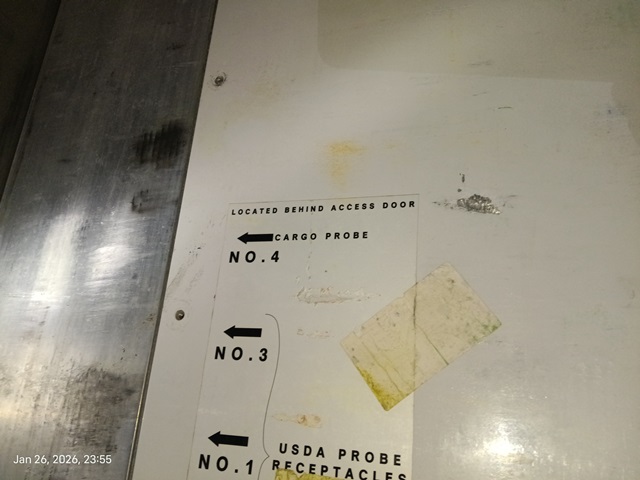 LOCATED BEHIND ACCESS DOOR
CARGO PROBE
NO.4
NO.3
NO.1
USDA PROBE
RECEPTACLES
Jan 26, 2026, 23:55